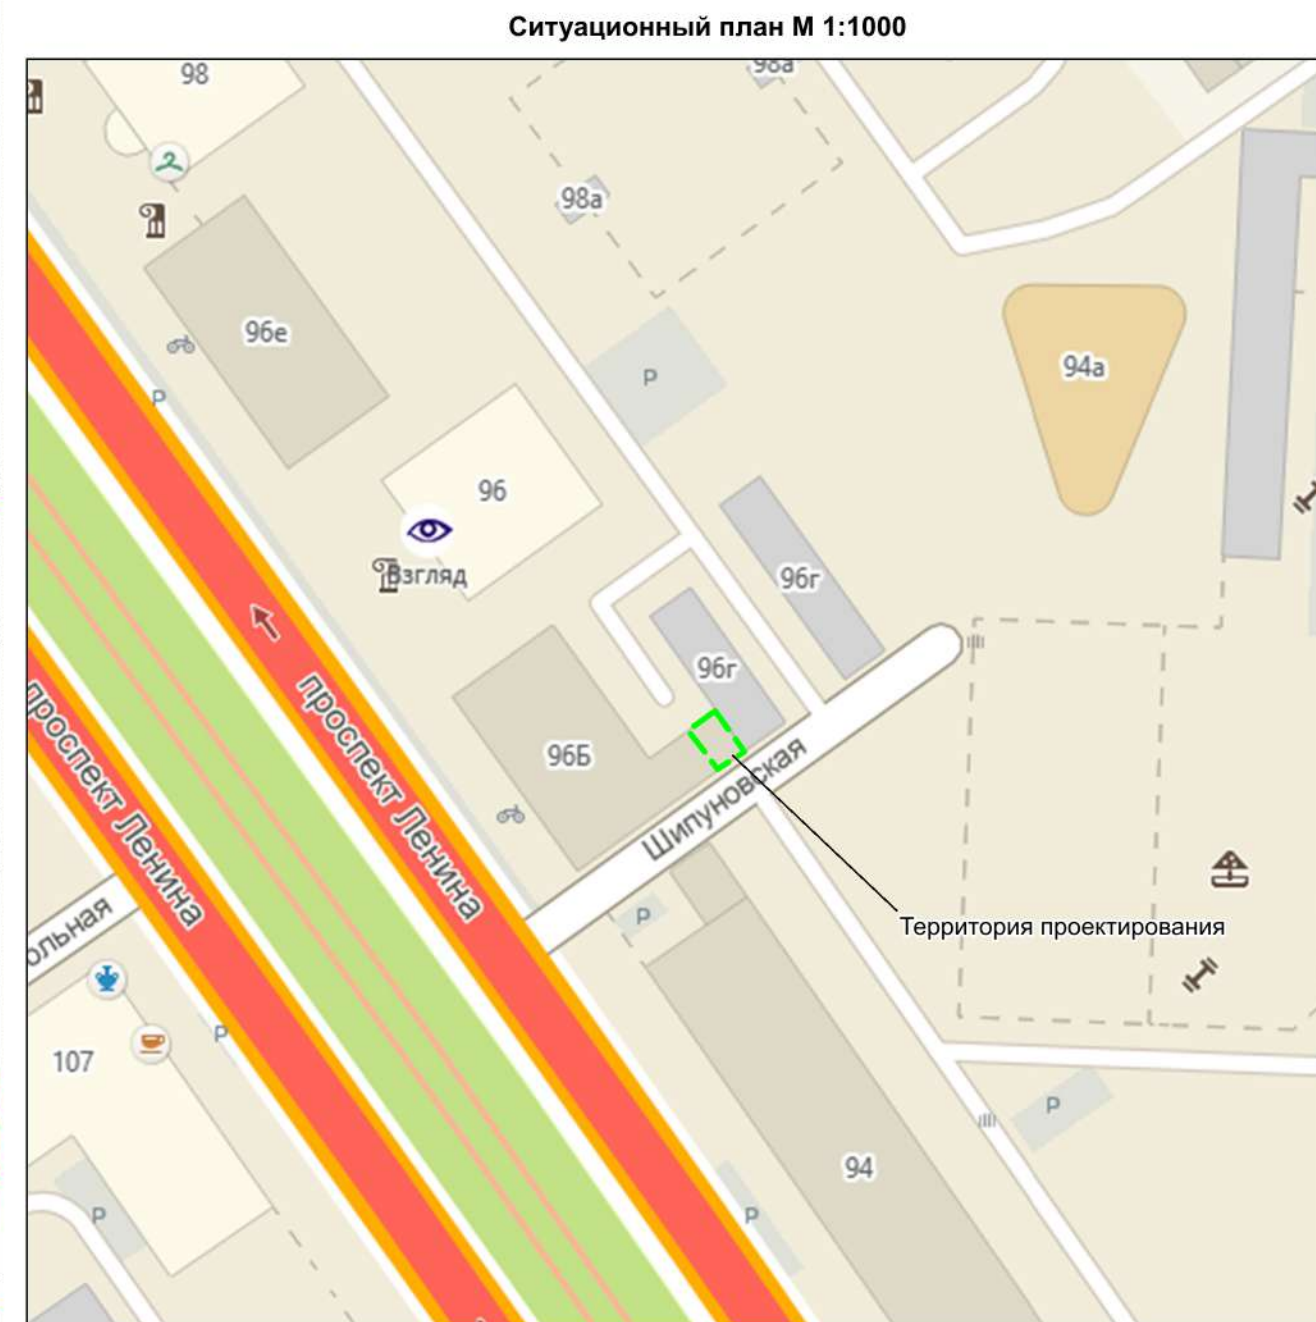 Ситуационный план М 1:1000
98
98а
98а
96е
P
P
94а
96
Взгляд
96г
96г
96Б
проспект Ленина
проспект Ленина
Шипуновская
P
Территория проектирования
ольная
P
107
P
94
P
P